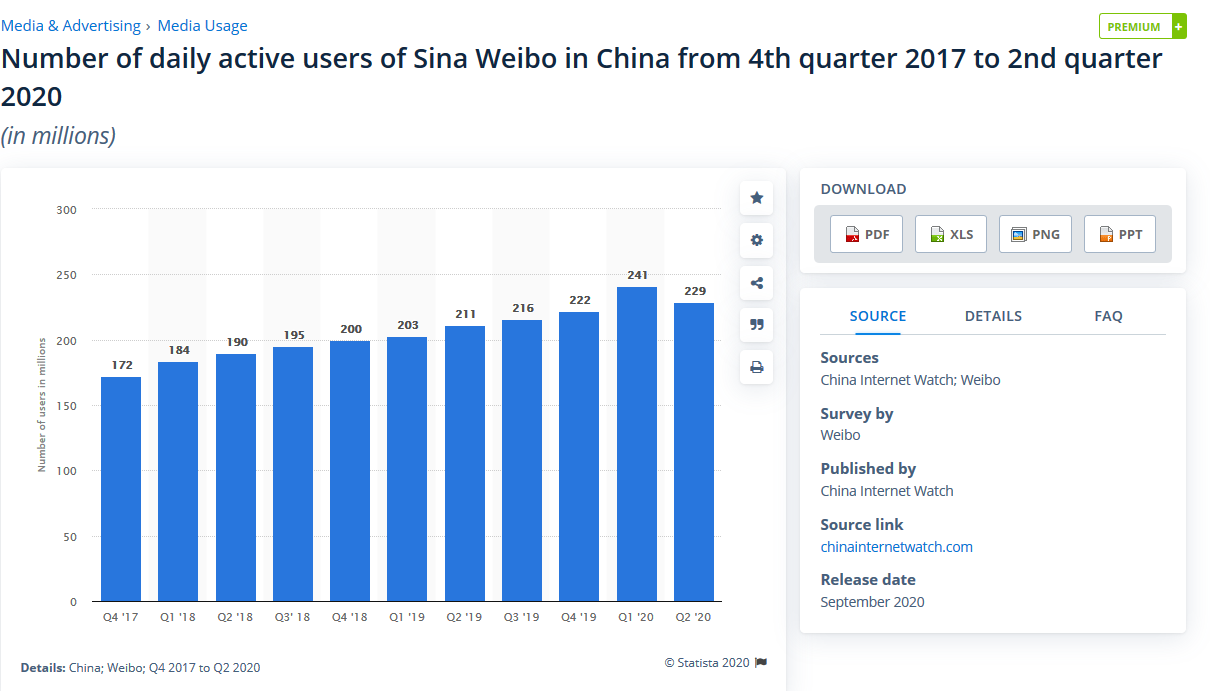 Media & Advertising › Media Usage
PREMIUM +
Number of daily active users of Sina Weibo in China from 4th quarter 2017 to 2nd quarter
2020
(in millions)
Number of users in millions
300
250
200
150
100
50
0
172
184
190
195
200
203
211
216
222
241
229
Q4 '17 Q1 '18 Q2 '18 Q3' 18 Q4 '18 Q1 '19 Q2 '19 Q3 '19 Q4 '19 Q1 '20 Q2 '20
Details: China; Weibo; Q4 2017 to Q2 2020
© Statista 2020
DOWNLOAD
PDF XLS PNG PPT
SOURCE DETAILS FAQ
Sources
China Internet Watch; Weibo
Survey by
Weibo
Published by
China Internet Watch
Source link
chinainternetwatch.com
Release date
September 2020